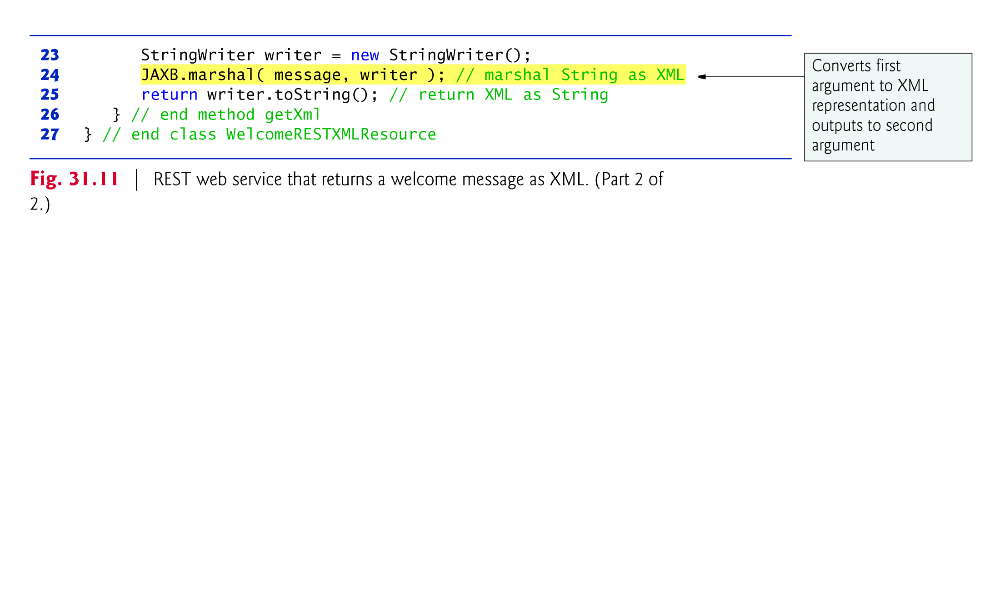 23 StringWriter writer = new StringWriter();
24 JAXB.marshal( message, writer ); // marshal String as XML
25 return writer.toString(); // return XML as String
26 } // end method getXml
27 } // end class WelcomeRESTXMLResource
Converts first
argument to XML
representation and
outputs to second
argument
Fig. 31.11 | REST web service that returns a welcome message as XML. (Part 2 of
2.)